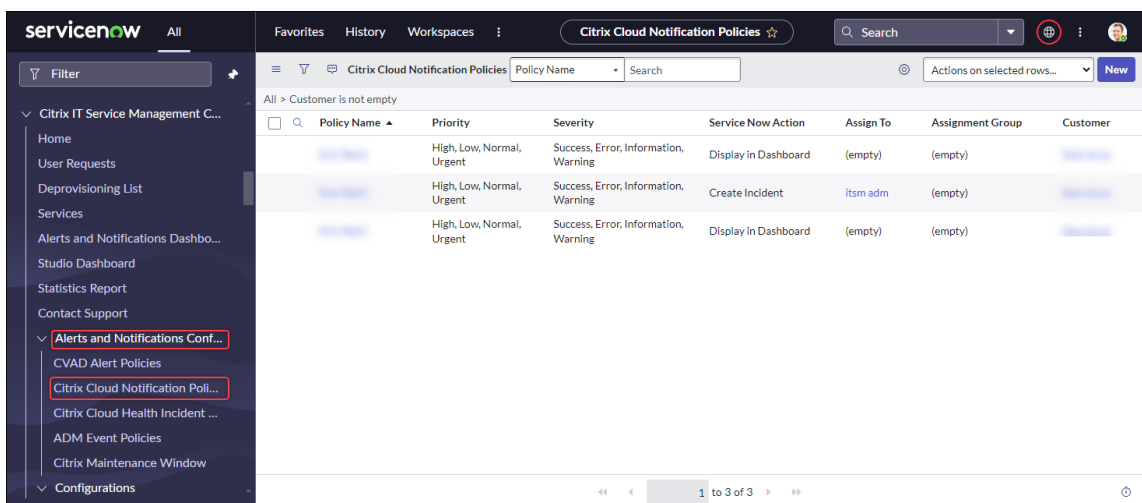 servicenow
All
Favorites
History
Workspaces
Citrix Cloud Notification Policies
Search
Filter
Citrix IT Service Management C...
Home
User Requests
Deprovisioning List
Services
Alerts and Notifications Dashbo...
Studio Dashboard
Statistics Report
Contact Support
Alerts and Notifications Conf...
CVAD Alert Policies
Citrix Cloud Notification Poli...
Citrix Cloud Health Incident ...
ADM Event Policies
Citrix Maintenance Window
Configurations
Citrix Cloud Notification Policies
Policy Name
Search
Actions on selected rows...
New
All > Customer is not empty
Policy Name Priority Severity Service Now Action Assign To Assignment Group Customer
High, Low, Normal, Success, Error, Information,
Urgent Warning Display in Dashboard (empty) (empty)
High, Low, Normal, Success, Error, Information,
Urgent Warning Create Incident itsm adm (empty)
High, Low, Normal, Success, Error, Information,
Urgent Warning Display in Dashboard (empty) (empty)
1 to 3 of 3